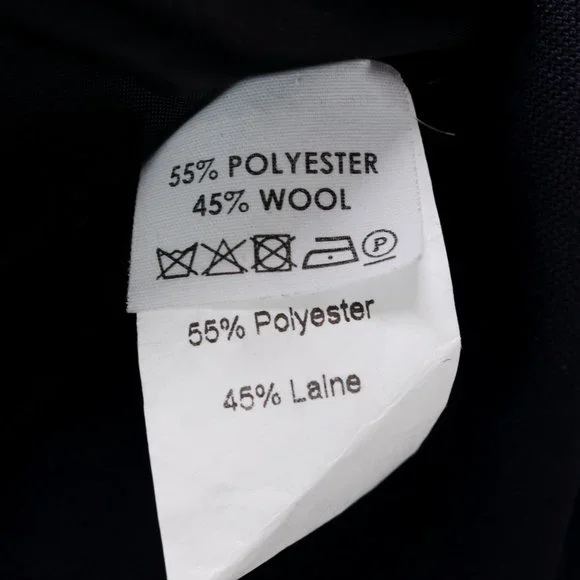 55% POLYESTER
45% WOOL
P
55% Polyester
45% Laine